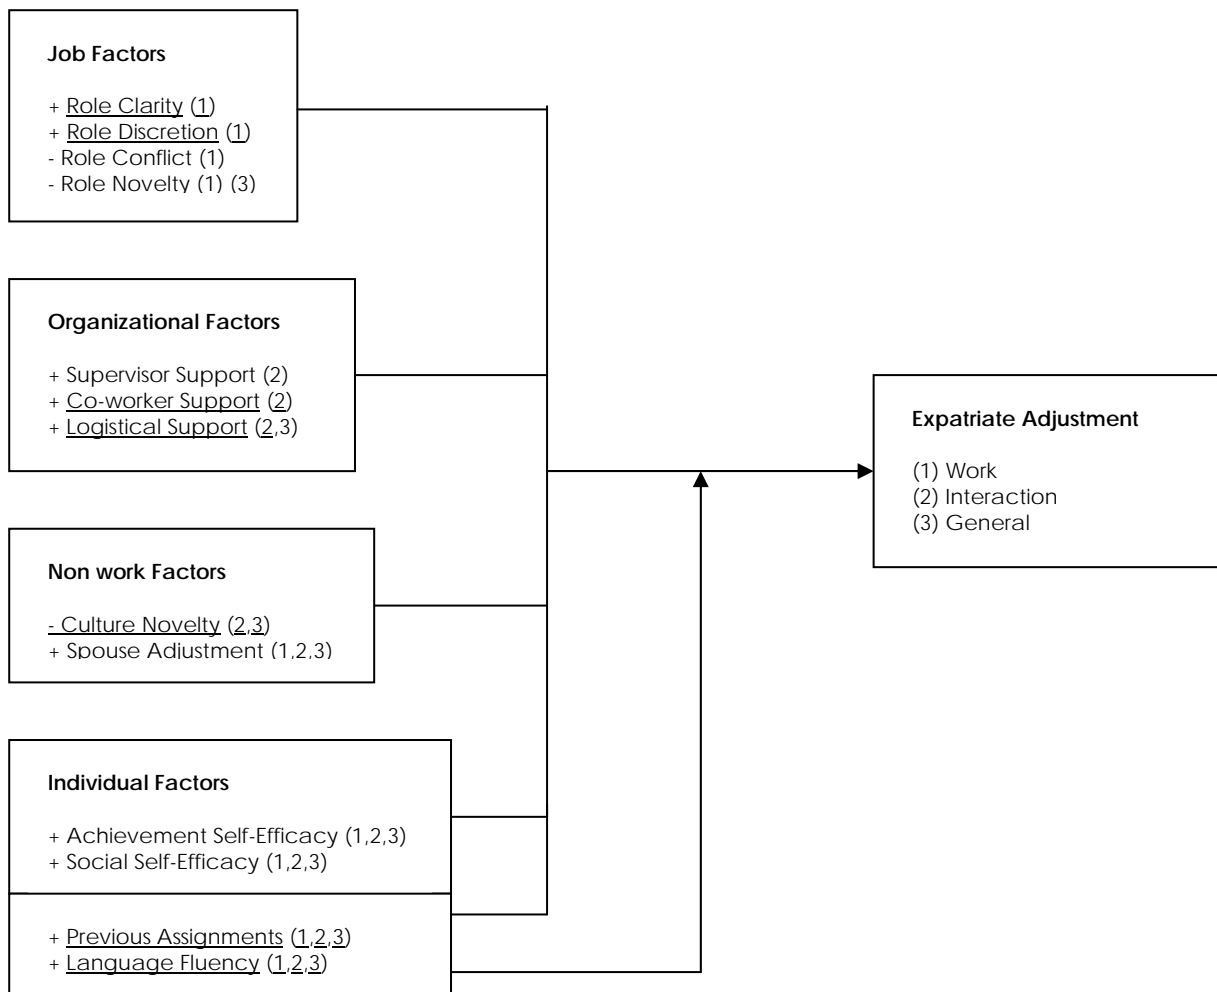 Job Factors
+ Role Clarity (1)
+ Role Discretion (1)
- Role Conflict (1)
- Role Novelty (1) (3)
Organizational Factors
+ Supervisor Support (2)
+ Co-worker Support (2)
+ Logistical Support (2,3)
Expatriate Adjustment
(1) Work
(2) Interaction
(3) General
Non work Factors
- Culture Novelty (2,3)
+ Spouse Adjustment (1,2,3)
Individual Factors
+ Achievement Self-Efficacy (1,2,3)
+ Social Self-Efficacy (1,2,3)
+ Previous Assignments (1,2,3)
+ Language Fluency (1,2,3)